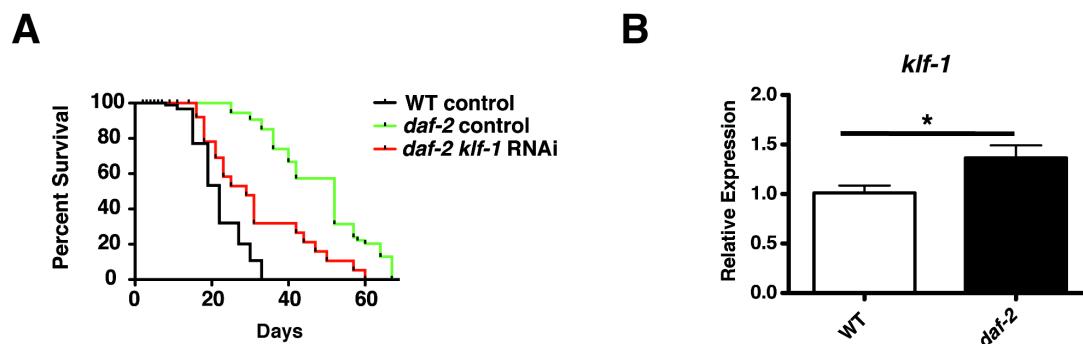 A
Percent Survival
100
80
60
40
20
0
0 20 40 60
Days
WT control
daf-2 control
daf-2 klf-1 RNAi
B
klf-1
Relative Expression
2.0
1.5
1.0
0.5
0.0
*
WT
daf-2